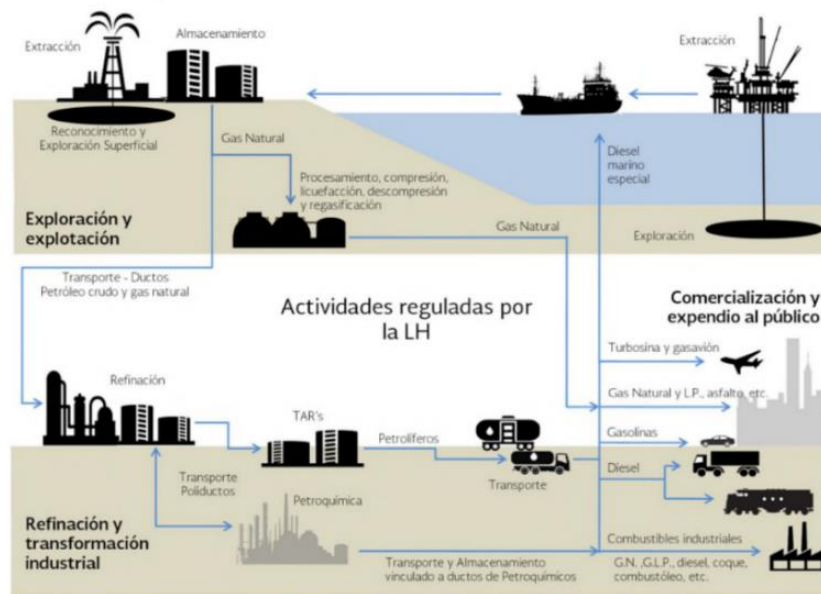 Extracción
Almacenamiento
Extracción
Reconocimiento y
Exploración Superficial
Gas Natural
Diesel
marino
especial
Procesamiento, compresión,
licuefacción, descompresión
y regasificación
Exploración y
explotación
Gas Natural
Exploración
Transporte - Ductos
Petróleo crudo y gas natural
Actividades reguladas por
la LH
Comercialización y
expendio al público
Turbosina y gasavión
Refinación
Gas Natural y L.P., asfalto, etc.
TAR's
Petrolíferos
Gasolinas
Transporte
Diesel
Transporte
Poliductos
Petroquímica
Refinación y
transformación
industrial
Combustibles industriales
Transporte y Almacenamiento
vinculado a ductos de Petroquímicos
G.N. ,G.L.P., diesel, coque,
combustóleo, etc.